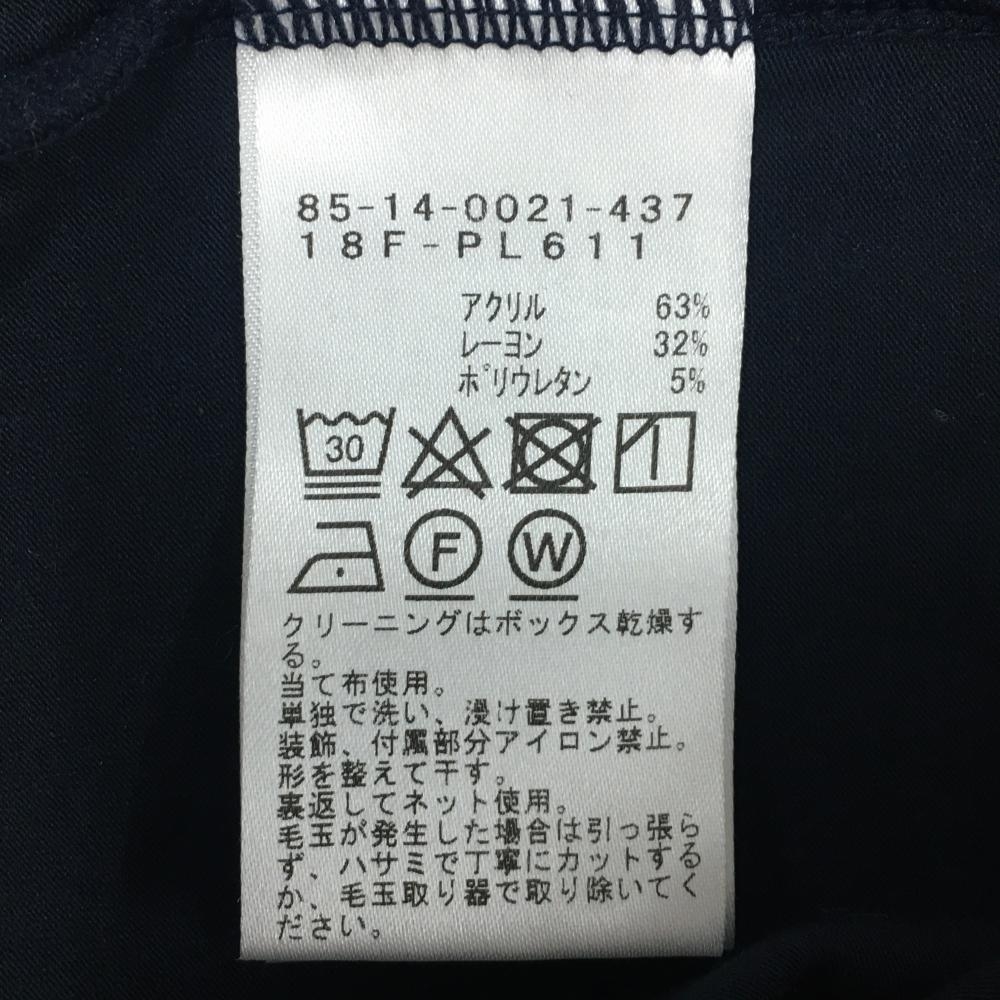 85-14-0021-437
18F-PL611
アクリル 63%
レーヨン 32%
ポリウレタン 5%
30
F W
クリーニングはボックス乾燥す
る。
当て布使用。
単独で洗い、浸け置き禁止。
装飾、付属部分アイロン禁止。
形を整えて干す。
裏返してネット使用。
毛玉が発生した場合は引っ張ら
ず、ハサミで丁寧にカットする
か、毛玉取り器で取り除いてく
ださい。